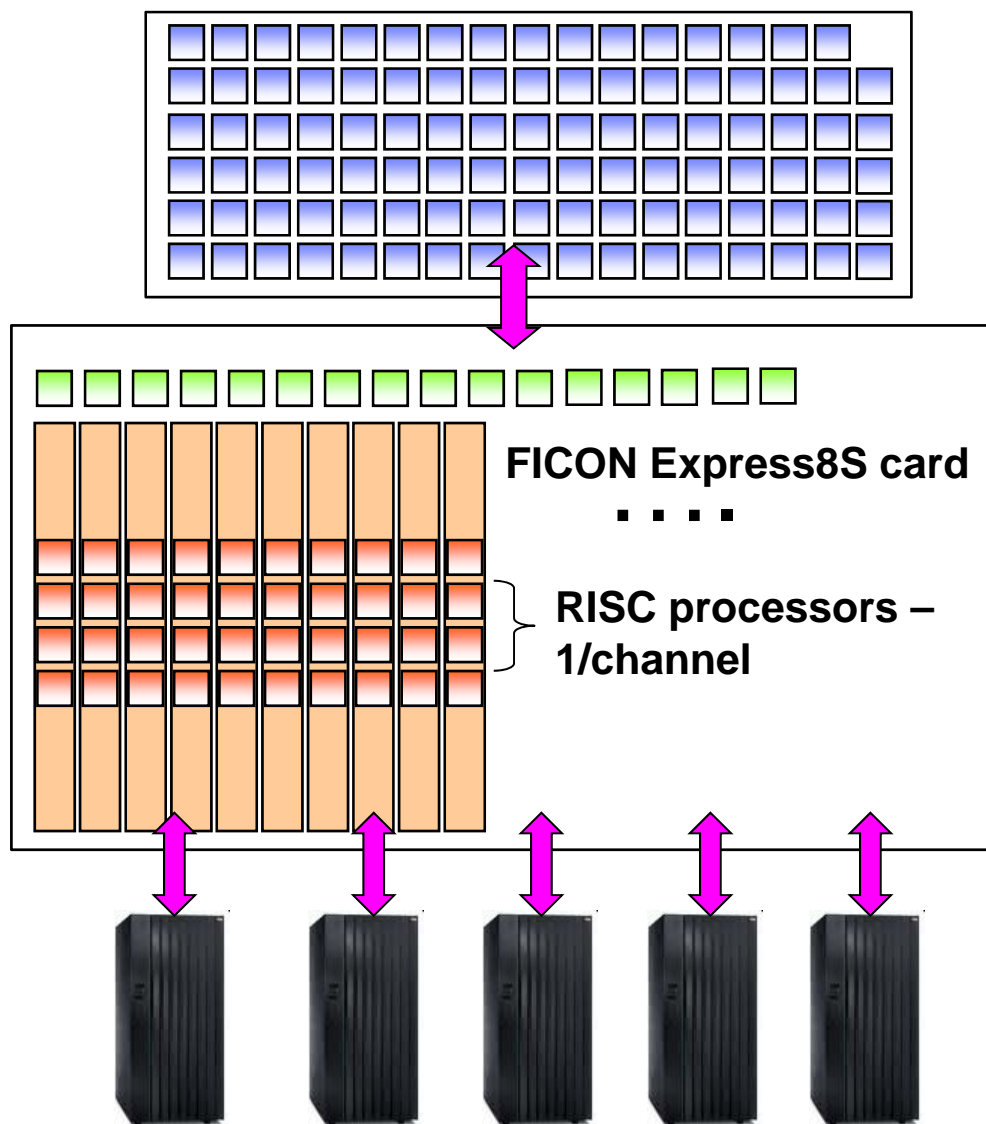 FICON Express8S card
. . . .
RISC processors –
1/channel